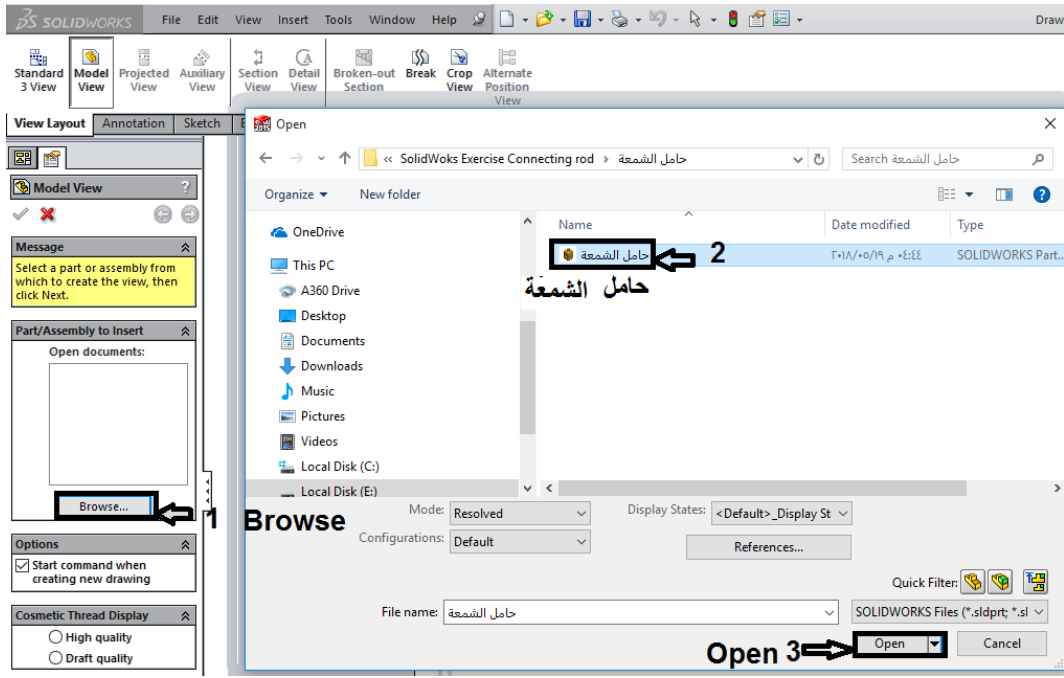 SOLIDWORKS File Edit View Insert Tools Window Help Draw
Standard 3 View
Model View
Projected View
Auxiliary View
Section View
Detail View
Broken-out Section
Break
Crop View
Alternate Position View
View Layout Annotation Sketch E
Open
« SolidWoks Exercise Connecting rod › حامل الشمعة
Search حامل الشمعة
Organize New folder
Model View ?
Message
Select a part or assembly from
which to create the view, then
click Next.
Part/Assembly to Insert
Open documents:
Browse...
1 Browse
Options
Start command when
creating new drawing
Cosmetic Thread Display
High quality
Draft quality
OneDrive
This PC
A360 Drive
Desktop
Documents
Downloads
Music
Pictures
Videos
Local Disk (C:)
Local Disk (E:)
Name Date modified Type
حامل الشمعة 2 ٢٠١٨/٠٥/١٩ م ٠٤:٤٤ SOLIDWORKS Part..
حامل الشمعة
Mode: Resolved Display States: <Default>_Display St
Configurations: Default References...
Quick Filter:
File name: حامل الشمعة SOLIDWORKS Files (*.sldprt; *.sl
Open 3 Open Cancel